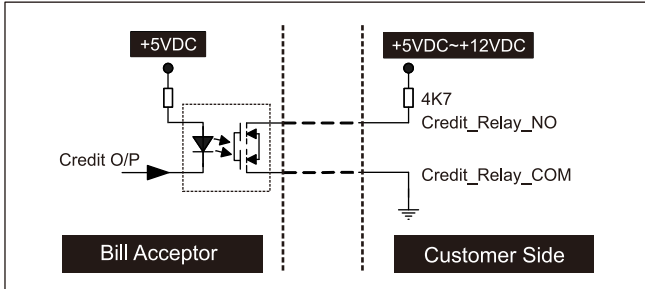 +5VDC
+5VDC~+12VDC
4K7
Credit_Relay_NO
Credit O/P
Credit_Relay_COM
Bill Acceptor
Customer Side